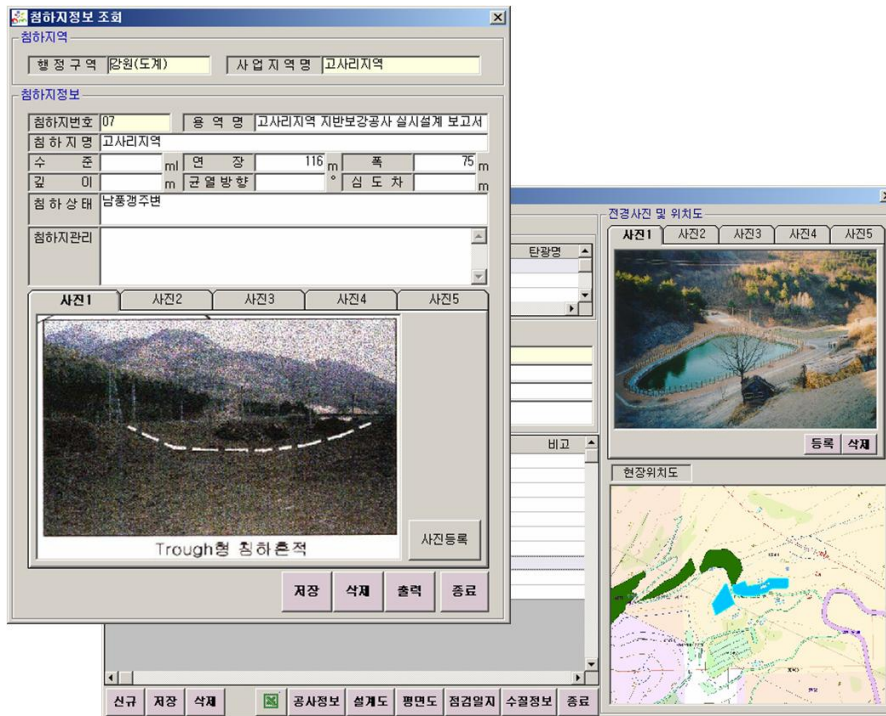 침하지정보 조회
침하지역
행정구역 강원(도계) 사업지역명 고사리지역
침하지정보
침하지번호 07 용역명 고사리지역 지반보강공사 실시설계 보고서
침하지명 고사리지역
수준 ml 연장 116 m 폭 75 m
깊이 m 균열방향 ° 심도차 m
침하상태 남풍갱주변
침하지관리
사진1 사진2 사진3 사진4 사진5
Trough형 침하흔적
사진등록
저장 삭제 출력 종료
탄광명
비고
전경사진 및 위치도
사진1 사진2 사진3 사진4 사진5
등록 삭제
현장위치도
신규 저장 삭제 공사정보 설계도 평면도 점검일지 수질정보 종료